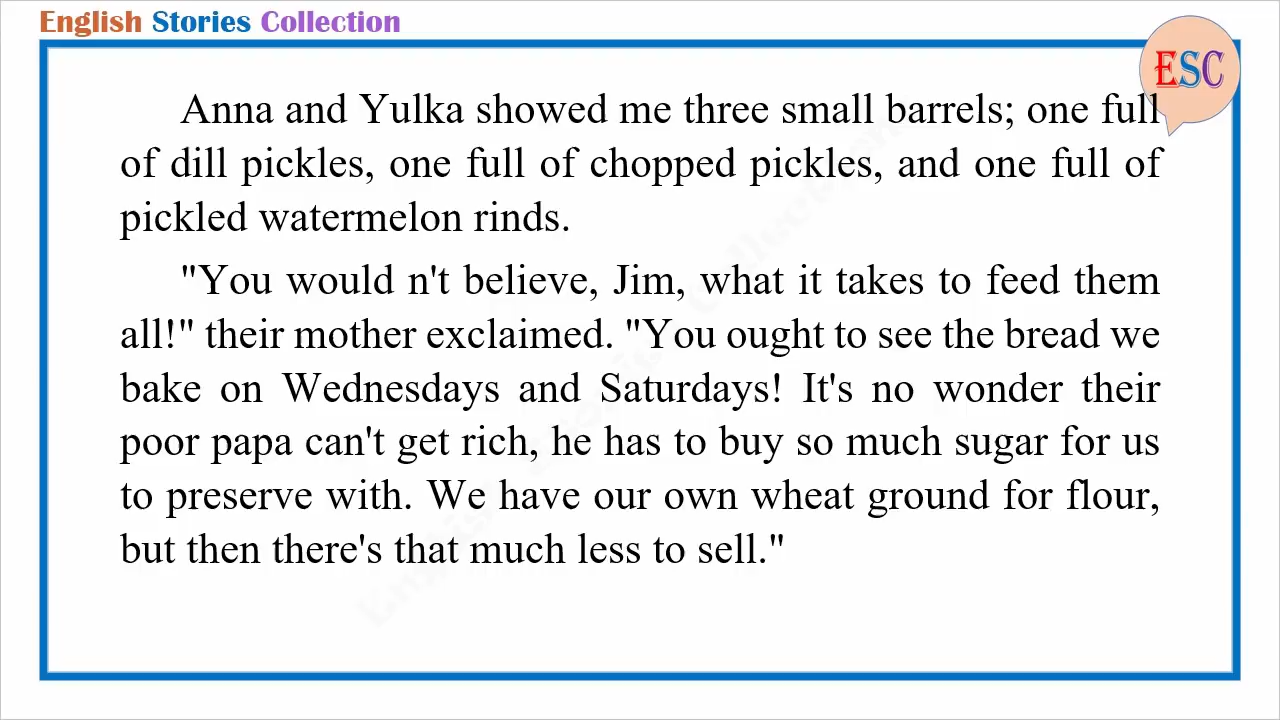 English Stories Collection
ESC
Anna and Yulka showed me three small barrels; one full
of dill pickles, one full of chopped pickles, and one full of
pickled watermelon rinds.
"You would n't believe, Jim, what it takes to feed them
all!" their mother exclaimed. "You ought to see the bread we
bake on Wednesdays and Saturdays! It's no wonder their
poor papa can't get rich, he has to buy so much sugar for us
to preserve with. We have our own wheat ground for flour,
but then there's that much less to sell."